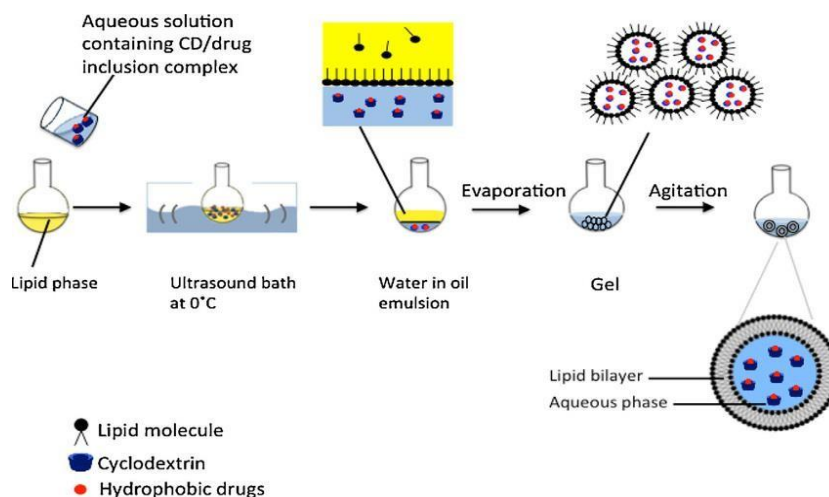 Aqueous solution
containing CD/drug
inclusion complex
Evaporation
Agitation
Lipid phase
Ultrasound bath
at 0˚C
Water in oil
emulsion
Gel
Lipid bilayer
Aqueous phase
Lipid molecule
Cyclodextrin
Hydrophobic drugs